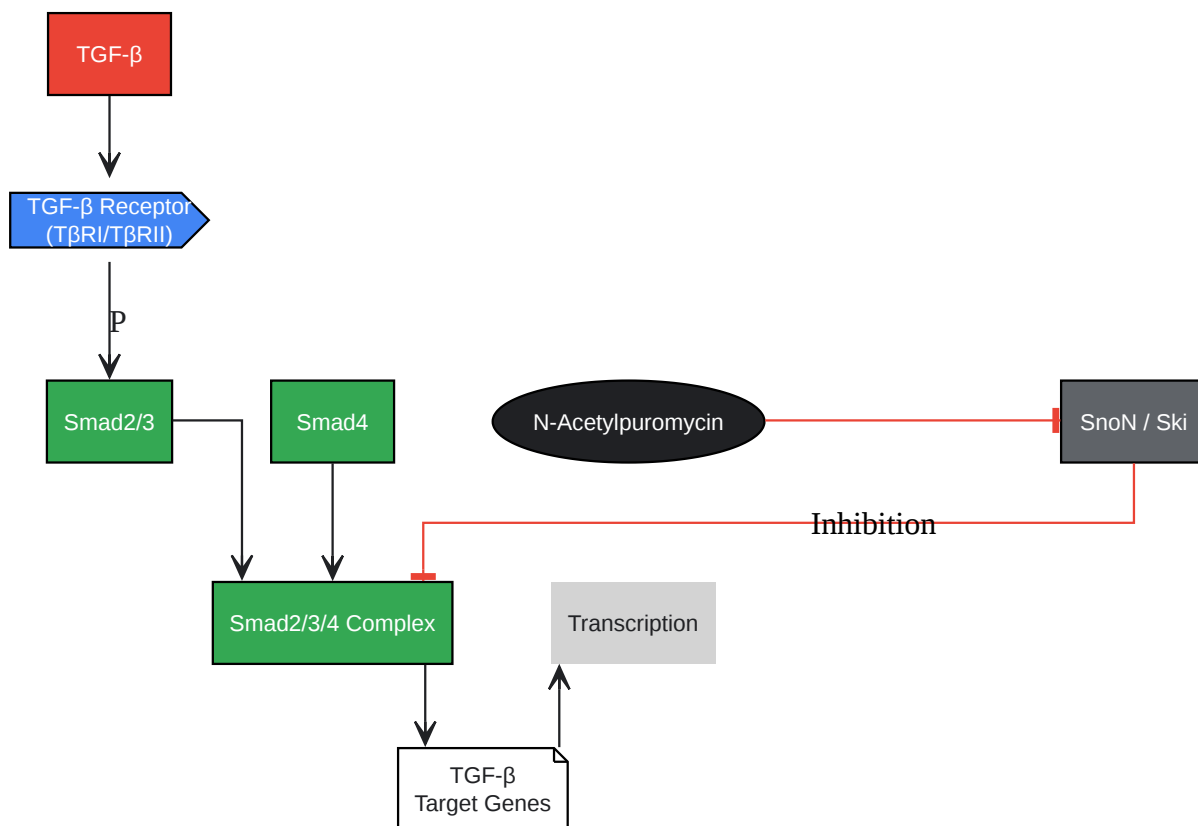 TGF-β
TGF-β Receptor
(TβRI/TβRII)
P
Smad2/3
Smad4
N-Acetylpuromycin
SnoN / Ski
Inhibition
Smad2/3/4 Complex
Transcription
TGF-β
Target Genes